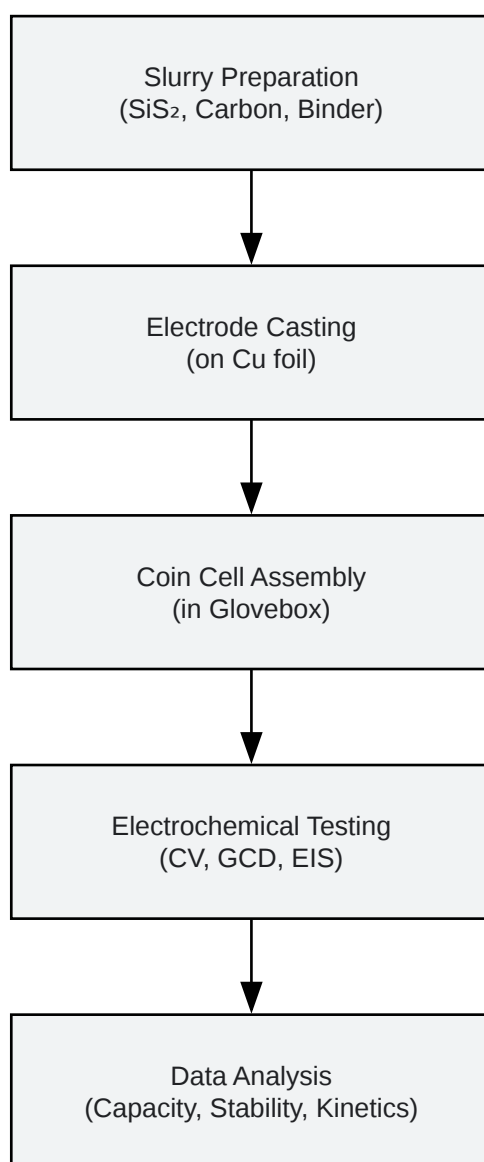 Slurry Preparation
(SiS₂, Carbon, Binder)
Electrode Casting
(on Cu foil)
Coin Cell Assembly
(in Glovebox)
Electrochemical Testing
(CV, GCD, EIS)
Data Analysis
(Capacity, Stability, Kinetics)